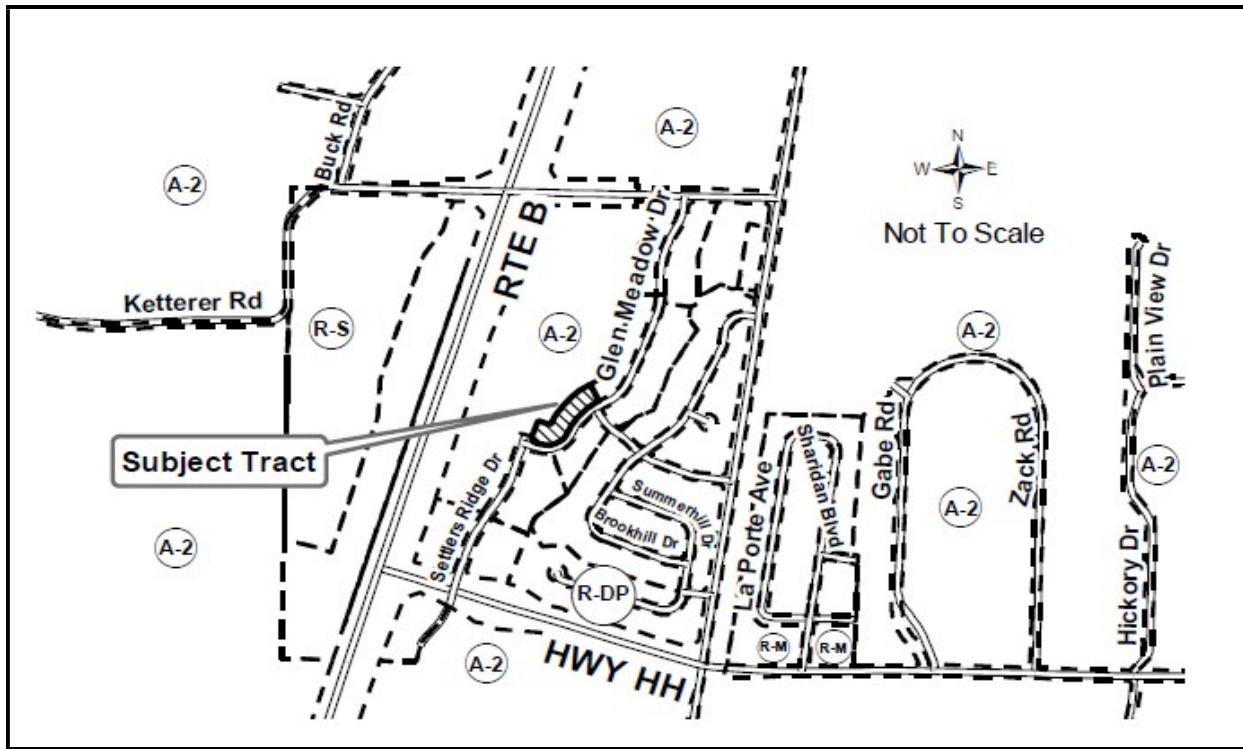 A-2
Buck Rd
A-2
N
W E
S
Not To Scale
RTE B
Glen Meadow Dr
Plain View Dr
Ketterer Rd
R-S
A-2
A-2
Subject Tract
Gabe Rd
Sharidan Blvd
Zack Rd
A-2
Settlers Ridge Dr
Summerhill Dr
La Porte Ave
A-2
Brookhill Dr
A-2
R-DP
Hickory Dr
R-M
R-M
A-2
HWY HH